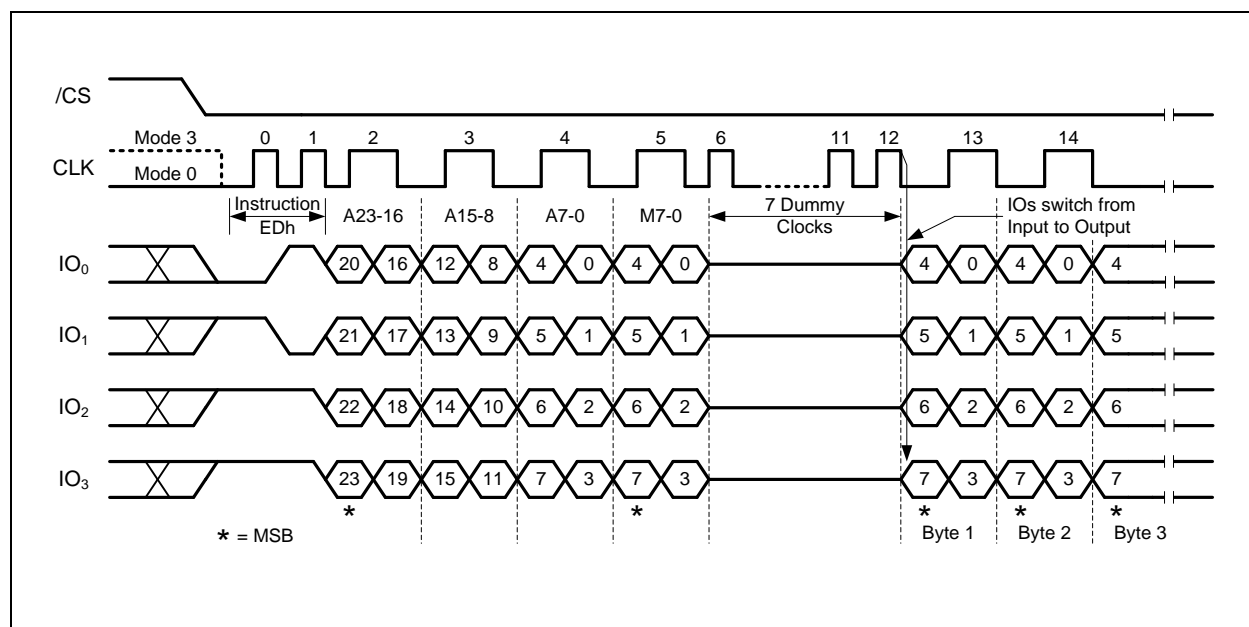 /CS
Mode 3 0 1 2 3 4 5 6 11 12 13 14
CLK
Mode 0
Instruction
EDh
A23-16 A15-8 A7-0 M7-0
7 Dummy
Clocks
IOs switch from
Input to Output
IO₀ 20 16 12 8 4 0 4 0 4 0 4 0 4
IO₁ 21 17 13 9 5 1 5 1 5 1 5 1 5
IO₂ 22 18 14 10 6 2 6 2 6 2 6 2 6
IO₃ 23 19 15 11 7 3 7 3 7 3 7 3 7
* * * * *
* = MSB
Byte 1 Byte 2 Byte 3